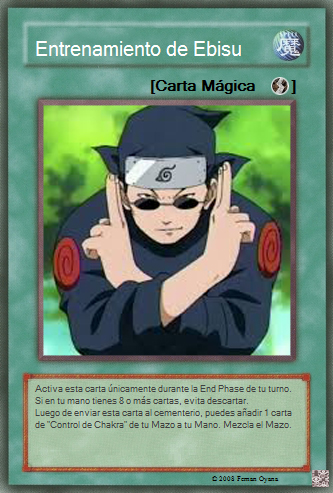 Entrenamiento de Ebisu
魔
[Carta Mágica ]
Activa esta carta únicamente durante la End Phase de tu turno.
Si en tu mano tienes 8 o más cartas, evita descartar.
Luego de enviar esta carta al cementerio, puedes añadir 1 carta
de "Control de Chakra" de tu Mazo a tu Mano. Mezcla el Mazo.
© 2008 Fernan Oyana